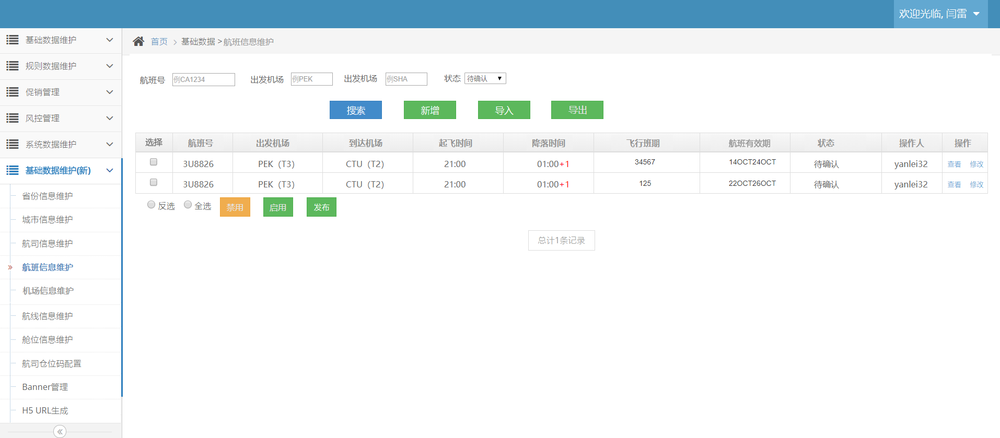 欢迎光临, 闫雷
基础数据维护
规则数据维护
促销管理
风控管理
系统数据维护
基础数据维护(新)
省份信息维护
城市信息维护
航司信息维护
航班信息维护
机场信息维护
航线信息维护
舱位信息维护
航司仓位码配置
Banner管理
H5 URL生成
首页 > 基础数据 > 航班信息维护
航班号 例CA1234 出发机场 例PEK 出发机场 例SHA 状态 待确认
搜索 新增 导入 导出
选择 航班号 出发机场 到达机场 起飞时间 降落时间 飞行班期 航班有效期 状态 操作人 操作
3U8826 PEK（T3） CTU（T2） 21:00 01:00+1 34567 14OCT24OCT 待确认 yanlei32 查看 修改
3U8826 PEK（T3） CTU（T2） 21:00 01:00+1 125 22OCT26OCT 待确认 yanlei32 查看 修改
反选 全选 禁用 启用 发布
总计1条记录